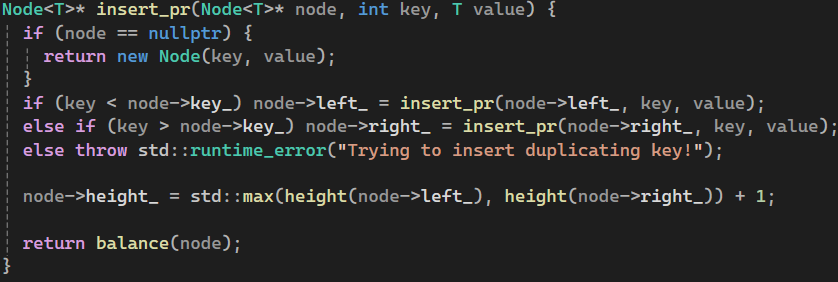 Node<T>* insert_pr(Node<T>* node, int key, T value) {
if (node == nullptr) {
return new Node(key, value);
}
if (key < node->key_) node->left_ = insert_pr(node->left_, key, value);
else if (key > node->key_) node->right_ = insert_pr(node->right_, key, value);
else throw std::runtime_error("Trying to insert duplicating key!");
node->height_ = std::max(height(node->left_), height(node->right_)) + 1;
return balance(node);
}